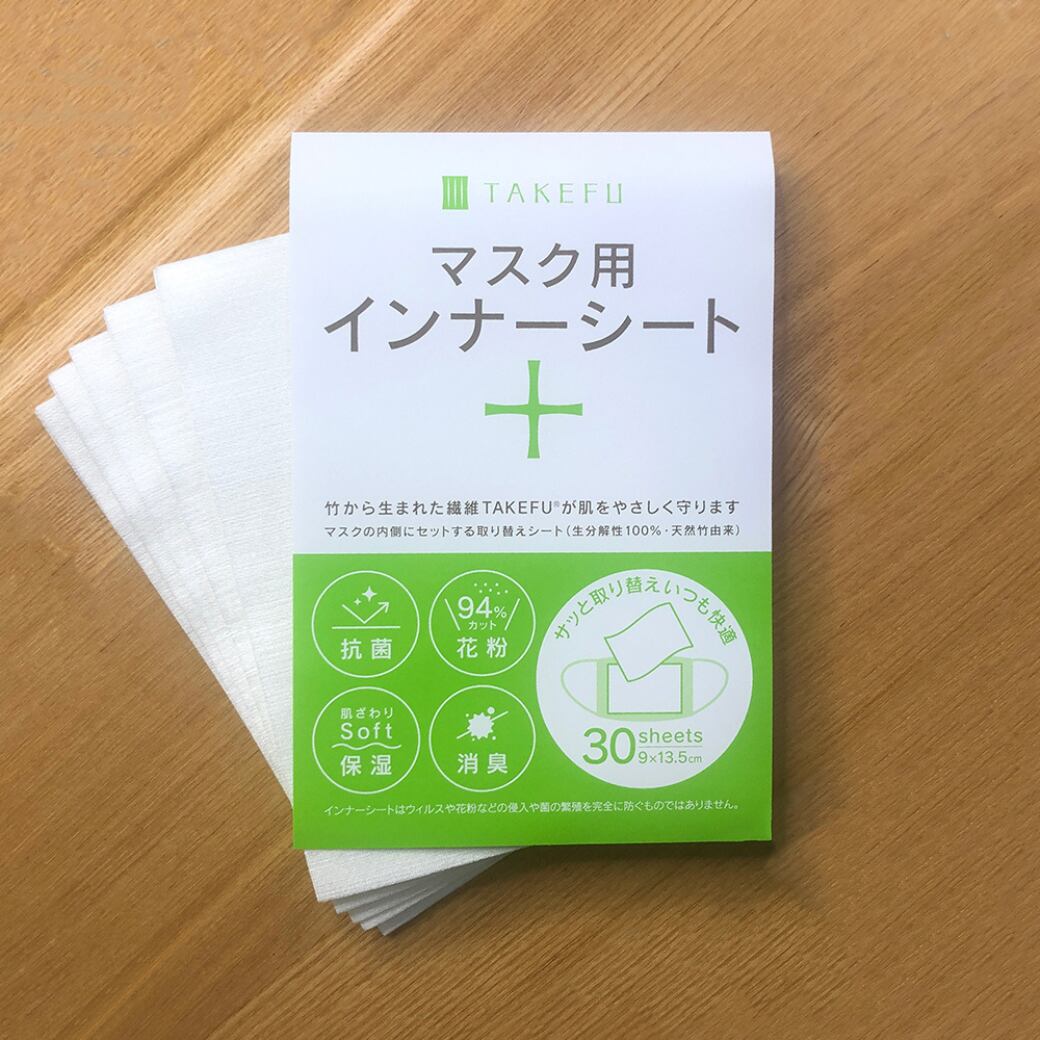 TAKEFU
マスク用
インナーシート
竹から生まれた繊維TAKEFU®が肌をやさしく守ります
マスクの内側にセットする取り替えシート(生分解性100%・天然竹由来)
抗菌
94%
カット
花粉
サッと取り替えいつも快適
肌ざわり
Soft
保湿
消臭
30 sheets
9×13.5cm
インナーシートはウィルスや花粉などの侵入や菌の繁殖を完全に防ぐものではありません。